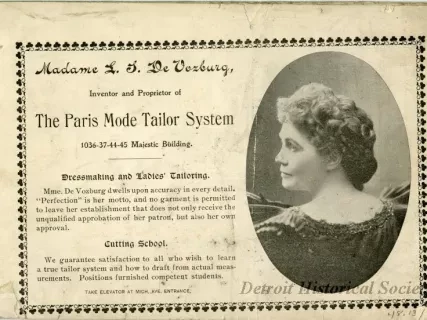 Madame L. T. De Vozburg,
Inventor and Proprietor of
The Paris Mode Tailor System
1036-37-44-45 Majestic Building.
Dressmaking and Ladies' Tailoring.
Mme. De Voxburg dwells upon accuracy in every detail.
"Perfection" is her motto, and no garment is permitted
to leave her establishment that does not only receive the
unqualified approbation of her patron, but also her own
approval.
Cutting School.
We guarantee satisfaction to all who wish to learn
a true tailor system and how to draft from actual meas-
urements. Positions furnished competent students.
TAKE ELEVATOR AT MICH. AVE. ENTRANCE.
Detroit Historical Socie